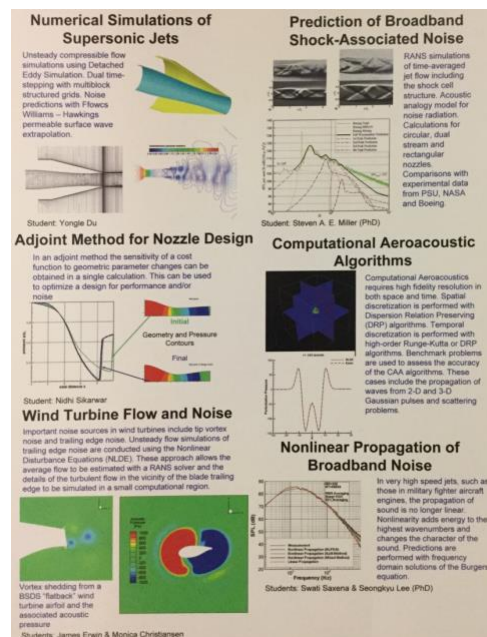 Numerical Simulations of
Supersonic Jets
Unsteady compressible flow
simulations using Detached
Eddy Simulation. Dual time-
stepping with multiblock
structured grids. Noise
predictions with Ffowcs
Williams – Hawkings
permeable surface wave
extrapolation.
Student: Yongle Du
Prediction of Broadband
Shock-Associated Noise
RANS simulations
of time-averaged
jet flow including
the shock cell
structure. Acoustic
analogy model for
noise radiation.
Calculations for
circular, dual
stream and
rectangular
nozzles.
Comparisons with
experimental data
from PSU, NASA
and Boeing.
Student: Steven A. E. Miller (PhD)
Adjoint Method for Nozzle Design
In an adjoint method the sensitivity of a cost
function to geometric parameter changes can be
obtained in a single calculation. This can be used
to optimize a design for performance and/or
noise
Initial
Geometry and Pressure
Contours
Final
Student: Nidhi Sikarwar
Computational Aeroacoustic
Algorithms
Computational Aeroacoustics
requires high fidelity resolution in
both space and time. Spatial
discretization is performed with
Dispersion Relation Preserving
(DRP) algorithms. Temporal
discretization is performed with
high-order Runge-Kutta or DRP
algorithms. Benchmark problems
are used to assess the accuracy
of the CAA algorithms. These
cases include the propagation of
waves from 2-D and 3-D
Gaussian pulses and scattering
problems.
Wind Turbine Flow and Noise
Important noise sources in wind turbines include tip vortex
noise and trailing edge noise. Unsteady flow simulations of
trailing edge noise are conducted using the Nonlinear
Disturbance Equations (NLDE). These approach allows the
average flow to be estimated with a RANS solver and the
details of the turbulent flow in the vicinity of the blade trailing
edge to be simulated in a small computational region.
Vortex shedding from a
BSDS "flatback" wind
turbine airfoil and the
associated acoustic
pressure
Students: James Erwin & Monica Christiansen
Nonlinear Propagation of
Broadband Noise
In very high speed jets, such as
those in military fighter aircraft
engines, the propagation of
sound is no longer linear.
Nonlinearity adds energy to the
highest wavenumbers and
changes the character of the
sound. Predictions are
performed with frequency
domain solutions of the Burgers
equation.
SPL (dB)
Frequency (Hz)
Students: Swati Saxena & Seongkyu Lee (PhD)